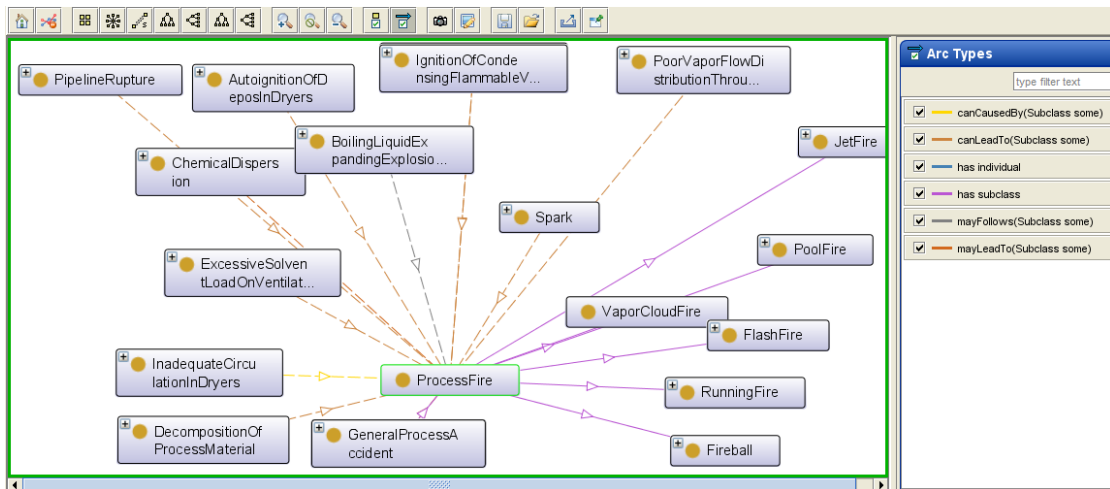 PipelineRupture
AutoignitionOfD
eposInDryers
IgnitionOfConde
nsingFlammableV...
PoorVaporFlowDi
stributionThrou...
ChemicalDispers
ion
BoilingLiquidEx
pandingExplosio...
JetFire
Spark
PoolFire
ExcessiveSolven
tLoadOnVentilat...
VaporCloudFire
FlashFire
InadequateCircu
lationInDryers
ProcessFire
RunningFire
DecompositionOf
ProcessMaterial
GeneralProcessA
ccident
Fireball
Arc Types
type filter text
canCausedBy(Subclass some)
canLeadTo(Subclass some)
has individual
has subclass
mayFollows(Subclass some)
mayLeadTo(Subclass some)